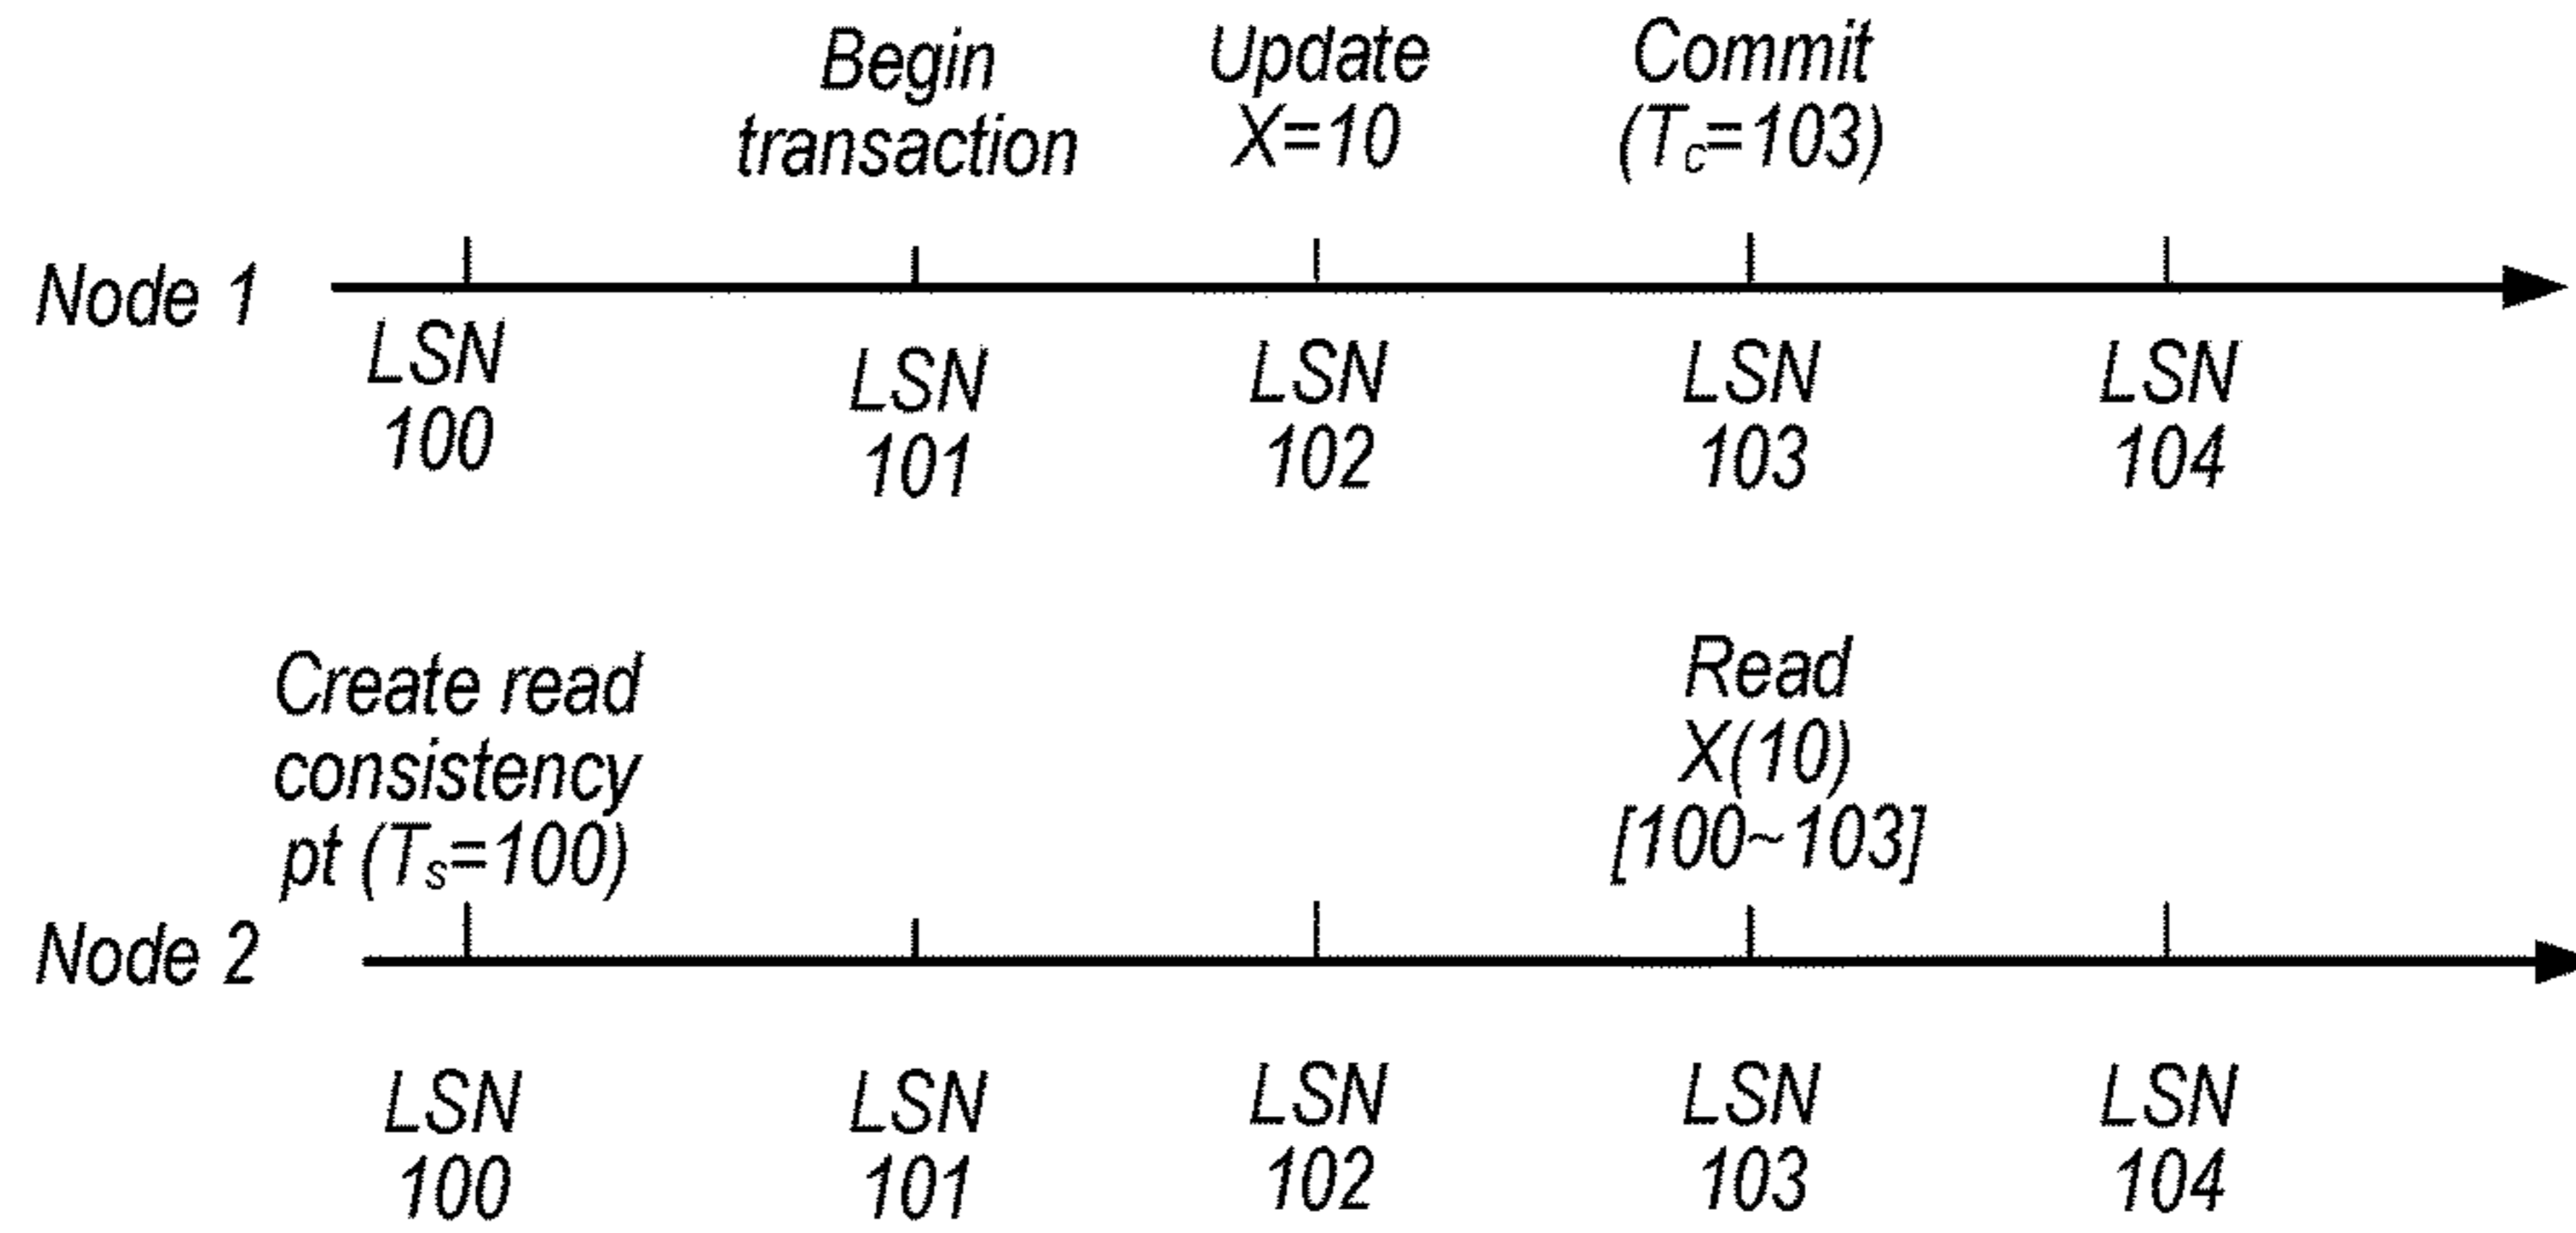 Begin
transaction
Update
X=10
Commit
(Tc=103)
Node 1
LSN
100
LSN
101
LSN
102
LSN
103
LSN
104
Create read
consistency
pt (Ts=100)
Read
X(10)
[100~103]
Node 2
LSN
100
LSN
101
LSN
102
LSN
103
LSN
104